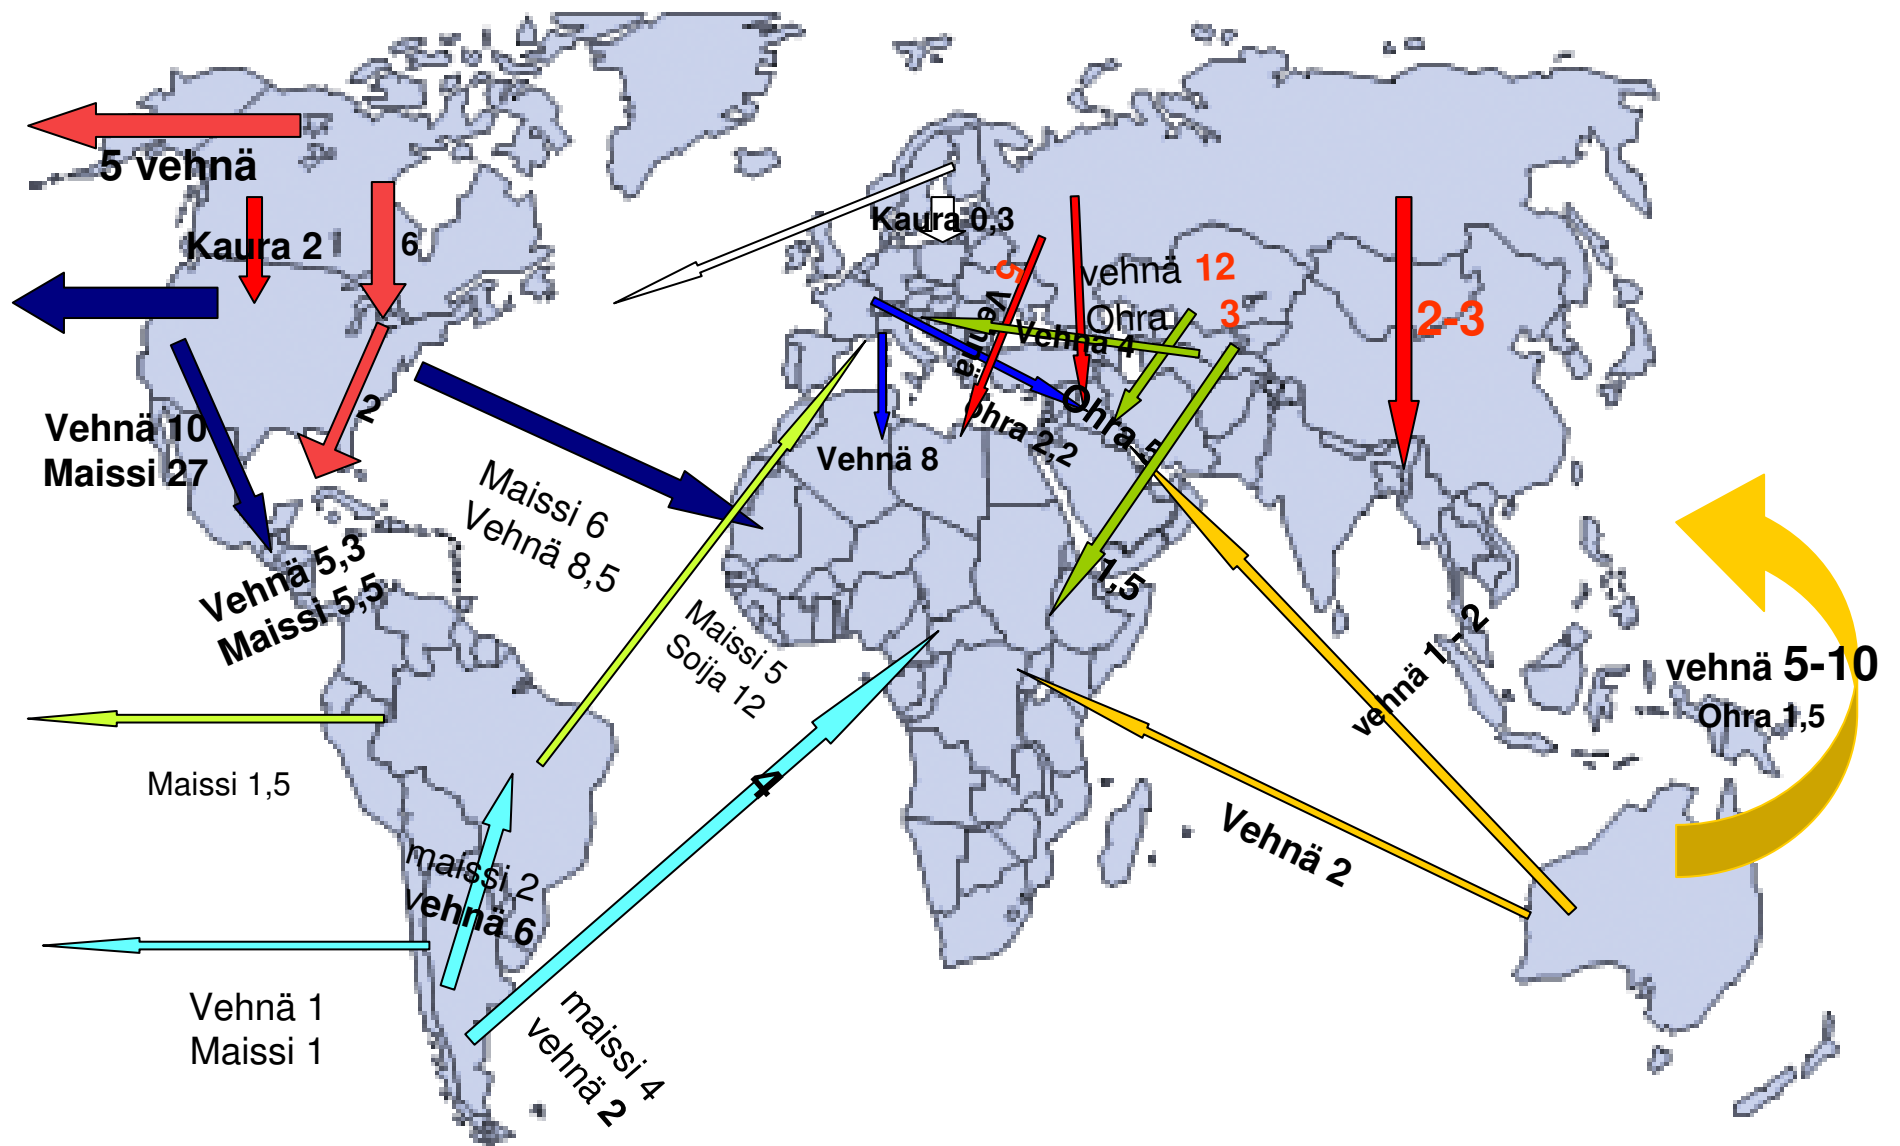 5 vehnä
Kaura 2
6
Kaura 0,3
5
Vehnä
vehnä 12
Ohra 3
Vehnä 4
2-3
2
Vehnä 10
Maissi 27
Maissi 6
Vehnä 8,5
Vehnä 8
Ohra 2,2
Ohra 5
Vehnä 5,3
Maissi 5,5
1,5
Maissi 5
Soija 12
vehnä 1 - 2
vehnä 5-10
Ohra 1,5
Maissi 1,5
4
Vehnä 2
maissi 2
vehnä 6
Vehnä 1
Maissi 1
maissi 4
vehnä 2